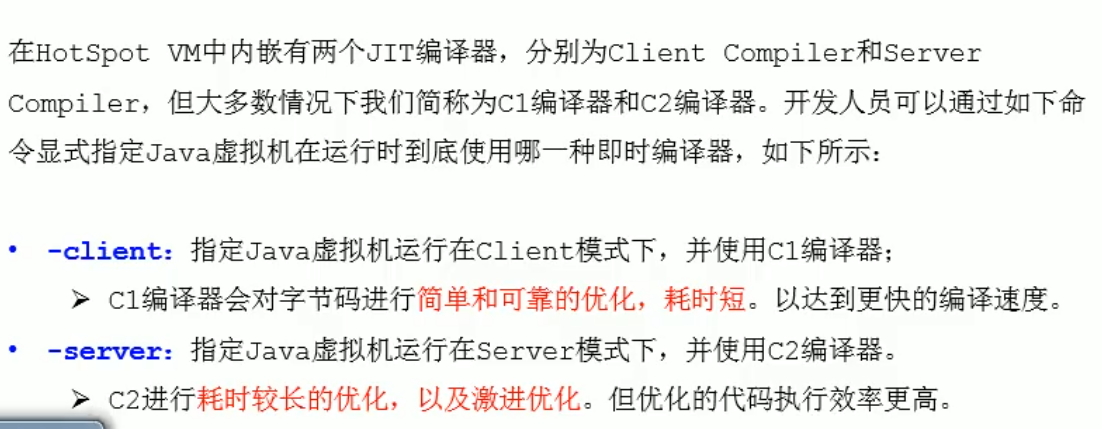 在HotSpot VM中内嵌有两个JIT编译器，分别为Client Compiler和Server
Compiler，但大多数情况下我们简称为C1编译器和C2编译器。开发人员可以通过如下命
令显式指定Java虚拟机在运行时到底使用哪一种即时编译器，如下所示：
• -client：指定Java虚拟机运行在Client模式下，并使用C1编译器；
➢ C1编译器会对字节码进行简单和可靠的优化，耗时短。以达到更快的编译速度。
• -server：指定Java虚拟机运行在Server模式下，并使用C2编译器。
➢ C2进行耗时较长的优化，以及激进优化。但优化的代码执行效率更高。